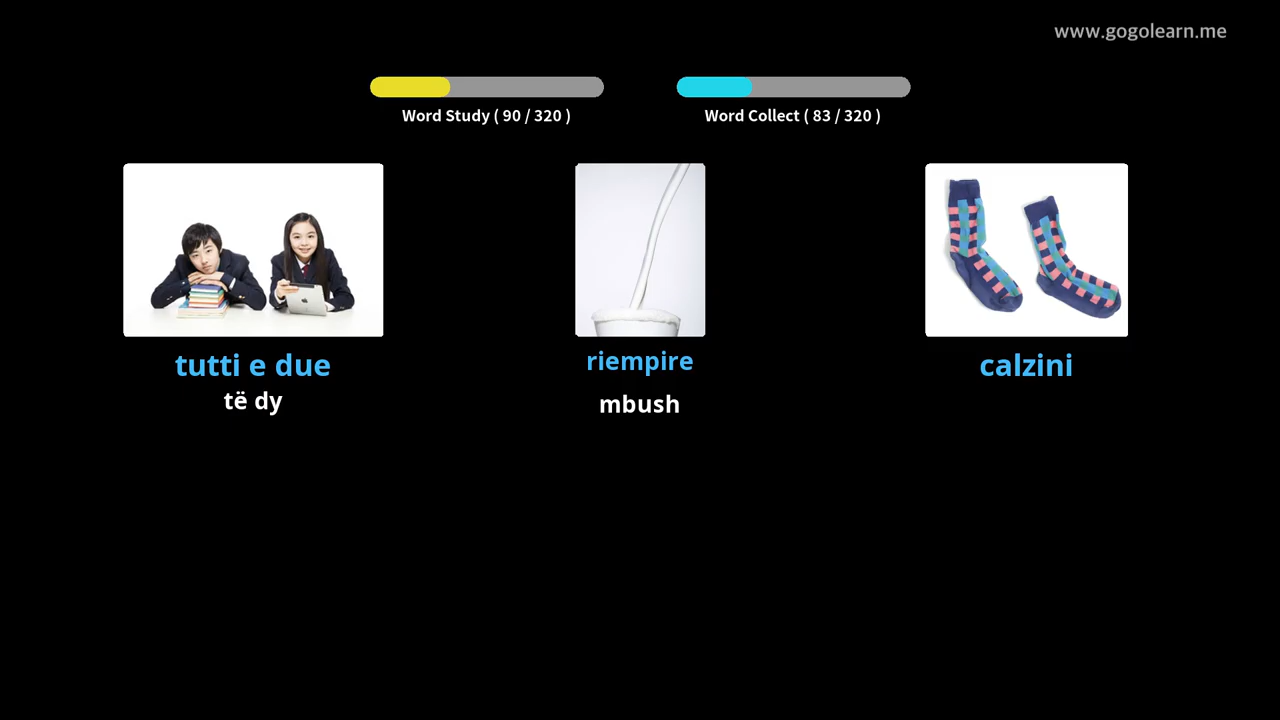 www.gogolearn.me
Word Study ( 90 / 320 )
Word Collect ( 83 / 320 )
tutti e due
të dy
riempire
mbush
calzini